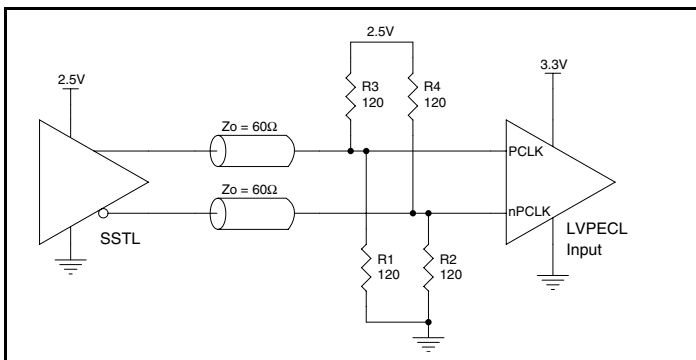 2.5V
2.5V
3.3V
R3
120
R4
120
Zo = 60Ω
PCLK
Zo = 60Ω
nPCLK
SSTL
LVPECL
Input
R1
120
R2
120